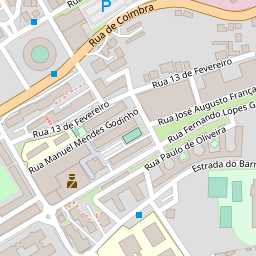 P
Rua de Coimbra
Rua 13 de Fevereiro
Rua José Augusto França
Rua 13 de Fevereiro
Rua Fernando Lopes G
Rua Manuel Mendes Godinho
Rua Paulo de Oliveira
Estrada do Barr